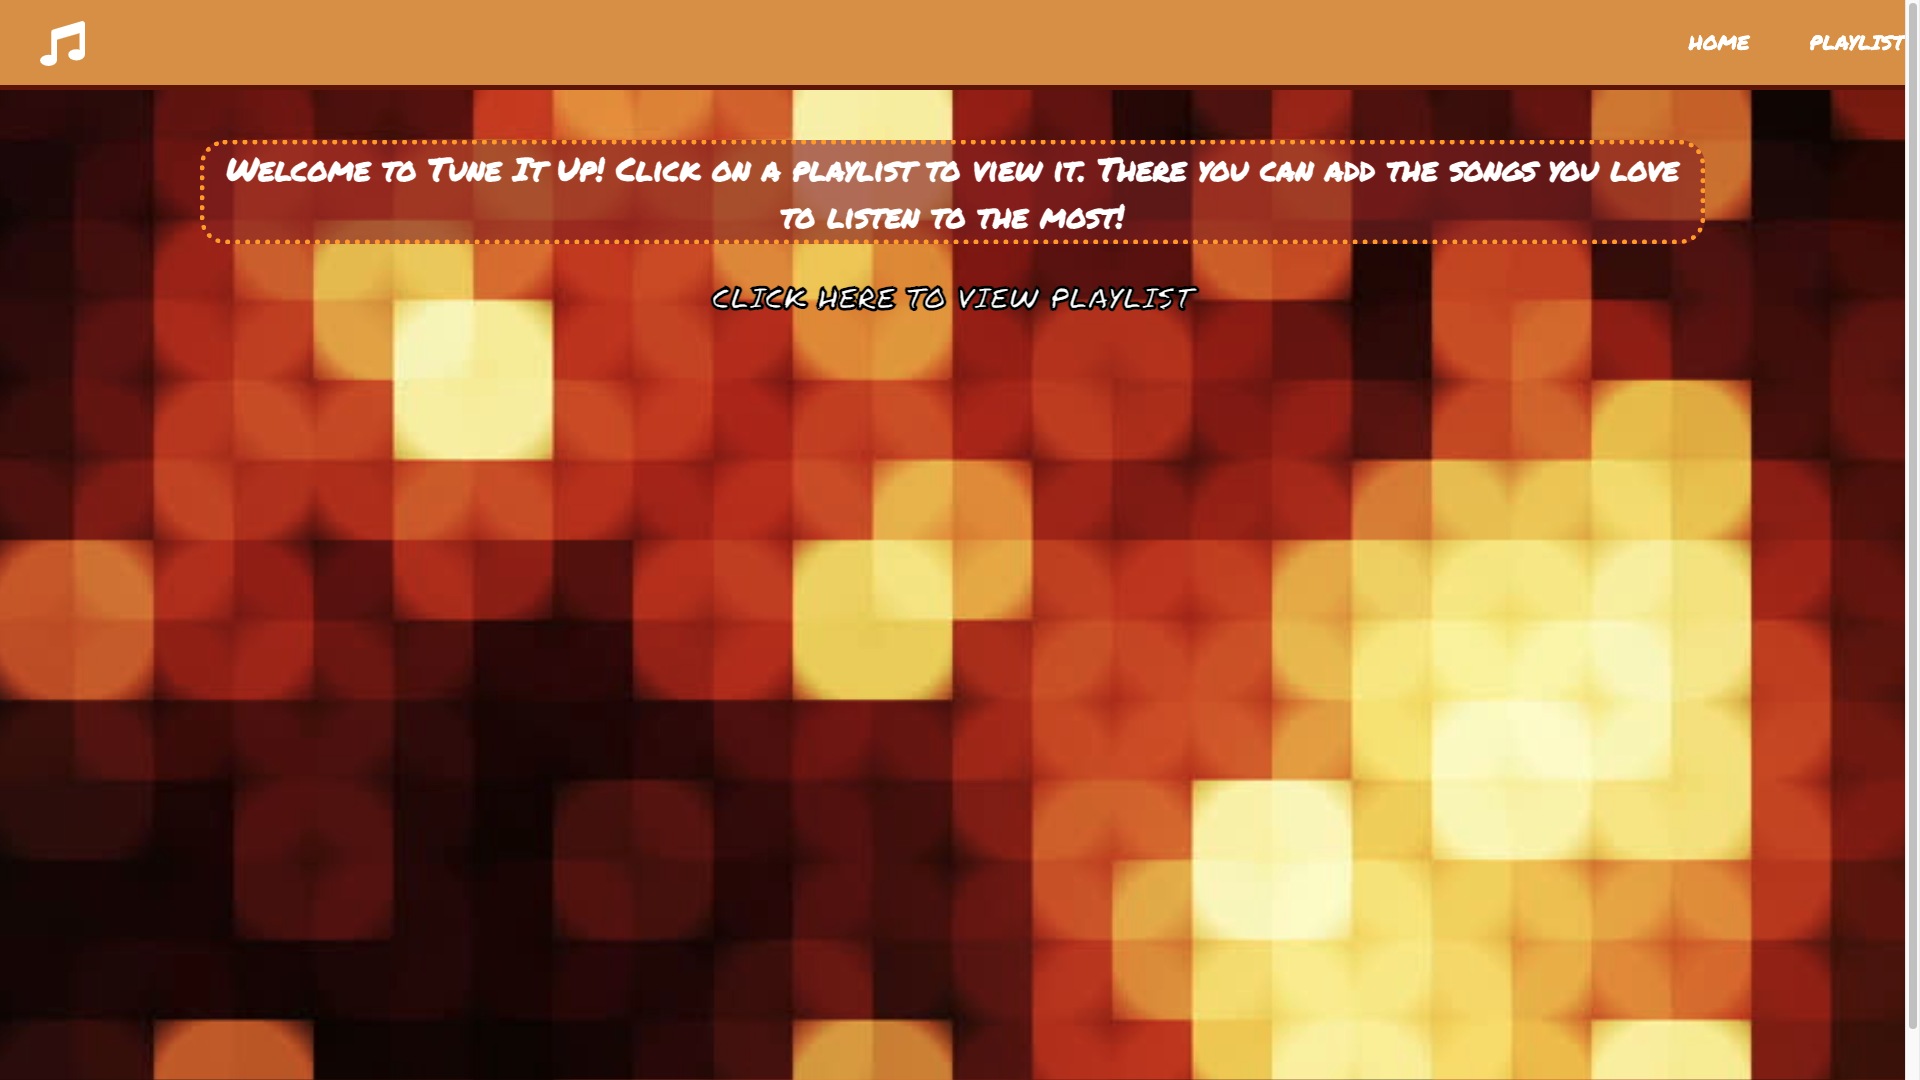 HOME PLAYLIST
Welcome to Tune It Up! Click on a playlist to view it. There you can add the songs you love
to listen to the most!
CLICK HERE TO VIEW PLAYLIST